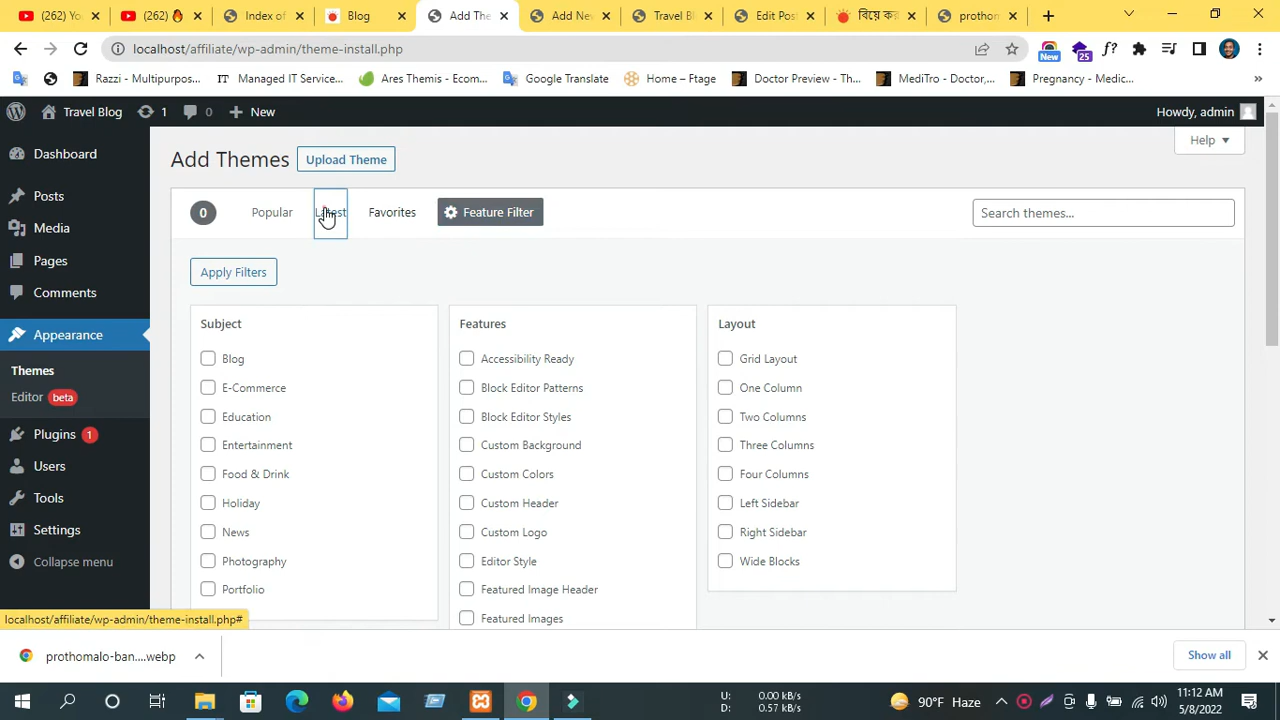 (262) Yo
(262) 🔥
Index of
Blog
Add The
Add Ne
Travel Bl
Edit Pos
বিয়ে কর
prothom
localhost/affiliate/wp-admin/theme-install.php
New
25
f?
Razzi - Multipurpos...
IT Managed IT Service...
Ares Themis - Ecom...
Google Translate
Home – Ftage
Doctor Preview - Th...
MediTro - Doctor,...
Pregnancy - Medic...
»
Travel Blog
1
0
New
Howdy, admin
Dashboard
Posts
Media
Pages
Comments
Appearance
Themes
Editor beta
Plugins 1
Users
Tools
Settings
Collapse menu
Help
Add Themes
Upload Theme
0
Popular
Latest
Favorites
Feature Filter
Search themes...
Apply Filters
Subject
Blog
E-Commerce
Education
Entertainment
Food & Drink
Holiday
News
Photography
Portfolio
Features
Accessibility Ready
Block Editor Patterns
Block Editor Styles
Custom Background
Custom Colors
Custom Header
Custom Logo
Editor Style
Featured Image Header
Featured Images
Layout
Grid Layout
One Column
Two Columns
Three Columns
Four Columns
Left Sidebar
Right Sidebar
Wide Blocks
localhost/affiliate/wp-admin/theme-install.php#
prothomalo-ban....webp
Show all
U: 0.00 kB/s
D: 0.57 kB/s
90°F Haze
11:12 AM
5/8/2022